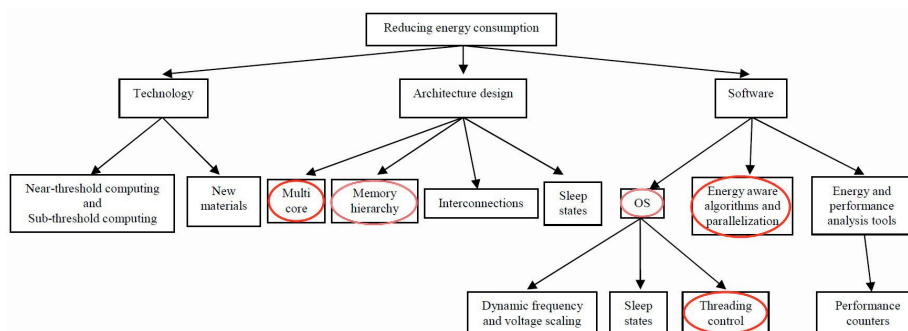 Reducing energy consumption
Technology
Architecture design
Software
Near-threshold computing
and
Sub-threshold computing
New
materials
Multi
core
Memory
hierarchy
Interconnections
Sleep
states
OS
Energy aware
algorithms and
parallelization
Energy and
performance
analysis tools
Dynamic frequency
and voltage scaling
Sleep
states
Threading
control
Performance
counters